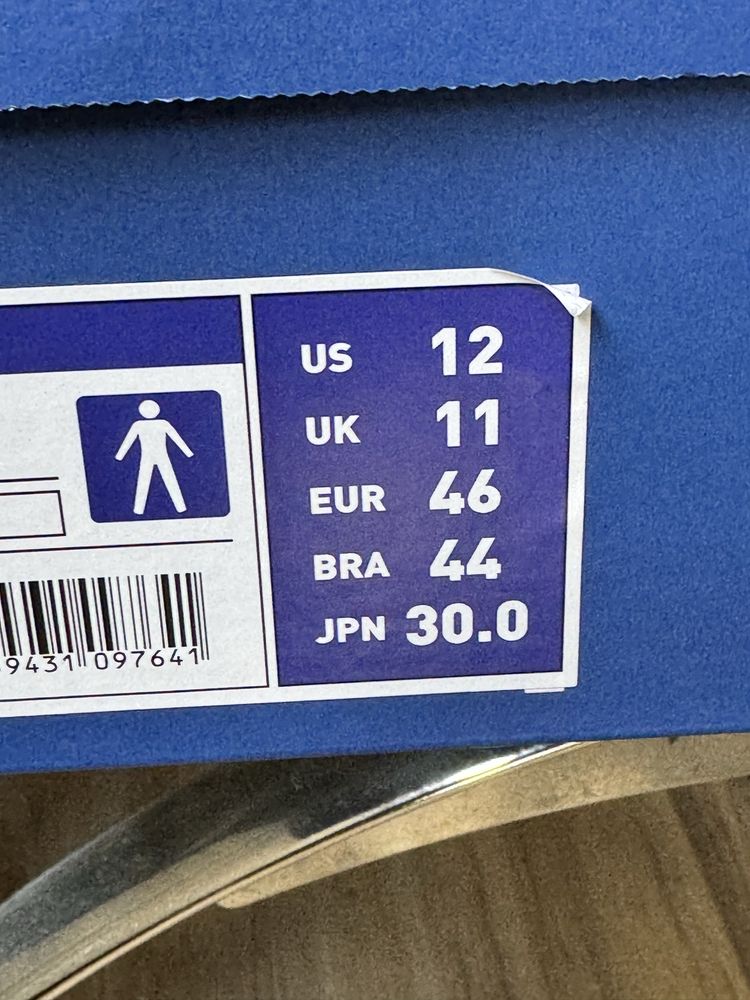 US 12
UK 11
EUR 46
BRA 44
JPN 30.0
9431 097641